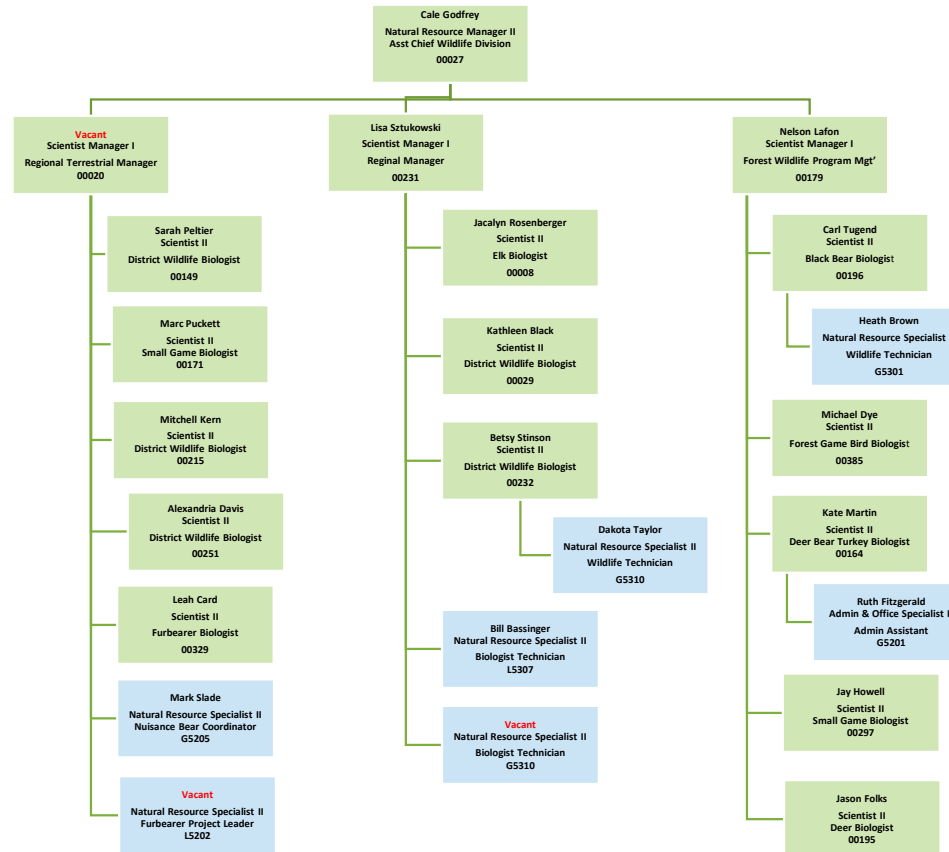 Cale Godfrey
Natural Resource Manager II
Asst Chief Wildlife Division
00027
Vacant
Scientist Manager I
Regional Terrestrial Manager
00020
Sarah Peltier
Scientist II
District Wildlife Biologist
00149
Marc Puckett
Scientist II
Small Game Biologist
00171
Mitchell Kern
Scientist II
District Wildlife Biologist
00215
Alexandria Davis
Scientist II
District Wildlife Biologist
00251
Leah Card
Scientist II
Furbearer Biologist
00329
Mark Slade
Natural Resource Specialist II
Nuisance Bear Coordinator
G5205
Vacant
Natural Resource Specialist II
Furbearer Project Leader
L5202
Lisa Sztukowski
Scientist Manager I
Reginal Manager
00231
Jacalyn Rosenberger
Scientist II
Elk Biologist
00008
Kathleen Black
Scientist II
District Wildlife Biologist
00029
Betsy Stinson
Scientist II
District Wildlife Biologist
00232
Dakota Taylor
Natural Resource Specialist II
Wildlife Technician
G5310
Bill Bassinger
Natural Resource Specialist II
Biologist Technician
L5307
Vacant
Natural Resource Specialist II
Biologist Technician
G5310
Nelson Lafon
Scientist Manager I
Forest Wildlife Program Mgt'
00179
Carl Tugend
Scientist II
Black Bear Biologist
00196
Heath Brown
Natural Resource Specialist
Wildlife Technician
G5301
Michael Dye
Scientist II
Forest Game Bird Biologist
00385
Kate Martin
Scientist II
Deer Bear Turkey Biologist
00164
Ruth Fitzgerald
Admin & Office Specialist I
Admin Assistant
G5201
Jay Howell
Scientist II
Small Game Biologist
00297
Jason Folks
Scientist II
Deer Biologist
00195